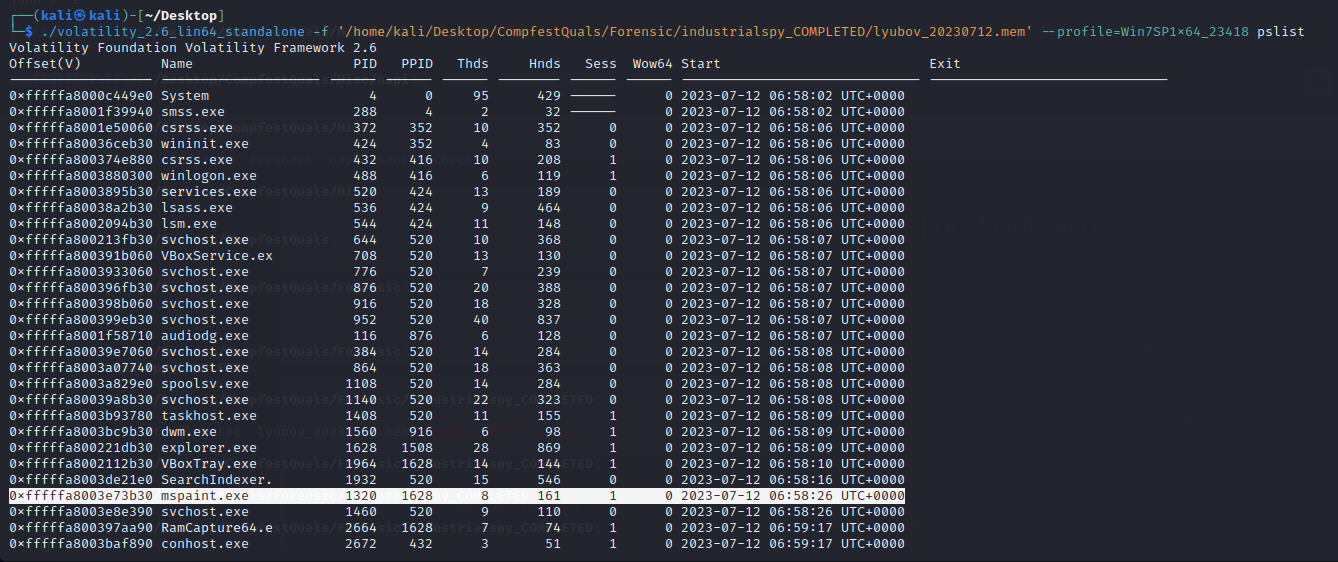 ┌──(kali㉿kali)-[~/Desktop]
└─$ ./volatility_2.6_lin64_standalone -f '/home/kali/Desktop/CompfestQuals/Forensic/industrialspy_COMPLETED/lyubov_20230712.mem' --profile=Win7SP1×64_23418 pslist
Volatility Foundation Volatility Framework 2.6
Offset(V) Name PID PPID Thds Hnds Sess Wow64 Start Exit
0×fffffa8000c449e0 System 4 0 95 429 ------ 0 2023-07-12 06:58:02 UTC+0000
0×fffffa8001f39940 smss.exe 288 4 2 32 ------ 0 2023-07-12 06:58:02 UTC+0000
0×fffffa8001e50060 csrss.exe 372 352 10 352 0 0 2023-07-12 06:58:06 UTC+0000
0×fffffa80036ceb30 wininit.exe 424 352 4 83 0 0 2023-07-12 06:58:06 UTC+0000
0×fffffa800374e880 csrss.exe 432 416 10 208 1 0 2023-07-12 06:58:06 UTC+0000
0×fffffa8003880300 winlogon.exe 488 416 6 119 1 0 2023-07-12 06:58:06 UTC+0000
0×fffffa8003895b30 services.exe 520 424 13 189 0 0 2023-07-12 06:58:06 UTC+0000
0×fffffa80038a2b30 lsass.exe 536 424 9 464 0 0 2023-07-12 06:58:06 UTC+0000
0×fffffa8002094b30 lsm.exe 544 424 11 148 0 0 2023-07-12 06:58:06 UTC+0000
0×fffffa800213fb30 svchost.exe 644 520 10 368 0 0 2023-07-12 06:58:07 UTC+0000
0×fffffa800391b060 VBoxService.ex 708 520 13 130 0 0 2023-07-12 06:58:07 UTC+0000
0×fffffa8003933060 svchost.exe 776 520 7 239 0 0 2023-07-12 06:58:07 UTC+0000
0×fffffa800396fb30 svchost.exe 876 520 20 388 0 0 2023-07-12 06:58:07 UTC+0000
0×fffffa800398b060 svchost.exe 916 520 18 328 0 0 2023-07-12 06:58:07 UTC+0000
0×fffffa800399eb30 svchost.exe 952 520 40 837 0 0 2023-07-12 06:58:07 UTC+0000
0×fffffa8001f58710 audiodg.exe 116 876 6 128 0 0 2023-07-12 06:58:07 UTC+0000
0×fffffa80039e7060 svchost.exe 384 520 14 284 0 0 2023-07-12 06:58:08 UTC+0000
0×fffffa8003a07740 svchost.exe 864 520 18 363 0 0 2023-07-12 06:58:08 UTC+0000
0×fffffa8003a829e0 spoolsv.exe 1108 520 14 284 0 0 2023-07-12 06:58:08 UTC+0000
0×fffffa80039a8b30 svchost.exe 1140 520 22 323 0 0 2023-07-12 06:58:08 UTC+0000
0×fffffa8003b93780 taskhost.exe 1408 520 11 155 1 0 2023-07-12 06:58:09 UTC+0000
0×fffffa8003bc9b30 dwm.exe 1560 916 6 98 1 0 2023-07-12 06:58:09 UTC+0000
0×fffffa800221db30 explorer.exe 1628 1508 28 869 1 0 2023-07-12 06:58:09 UTC+0000
0×fffffa8002112b30 VBoxTray.exe 1964 1628 14 144 1 0 2023-07-12 06:58:10 UTC+0000
0×fffffa8003de21e0 SearchIndexer. 1932 520 15 546 0 0 2023-07-12 06:58:16 UTC+0000
0×fffffa8003e73b30 mspaint.exe 1320 1628 8 161 1 0 2023-07-12 06:58:26 UTC+0000
0×fffffa8003e8e390 svchost.exe 1460 520 9 110 0 0 2023-07-12 06:58:26 UTC+0000
0×fffffa800397aa90 RamCapture64.e 2664 1628 7 74 1 0 2023-07-12 06:59:17 UTC+0000
0×fffffa8003baf890 conhost.exe 2672 432 3 51 1 0 2023-07-12 06:59:17 UTC+0000